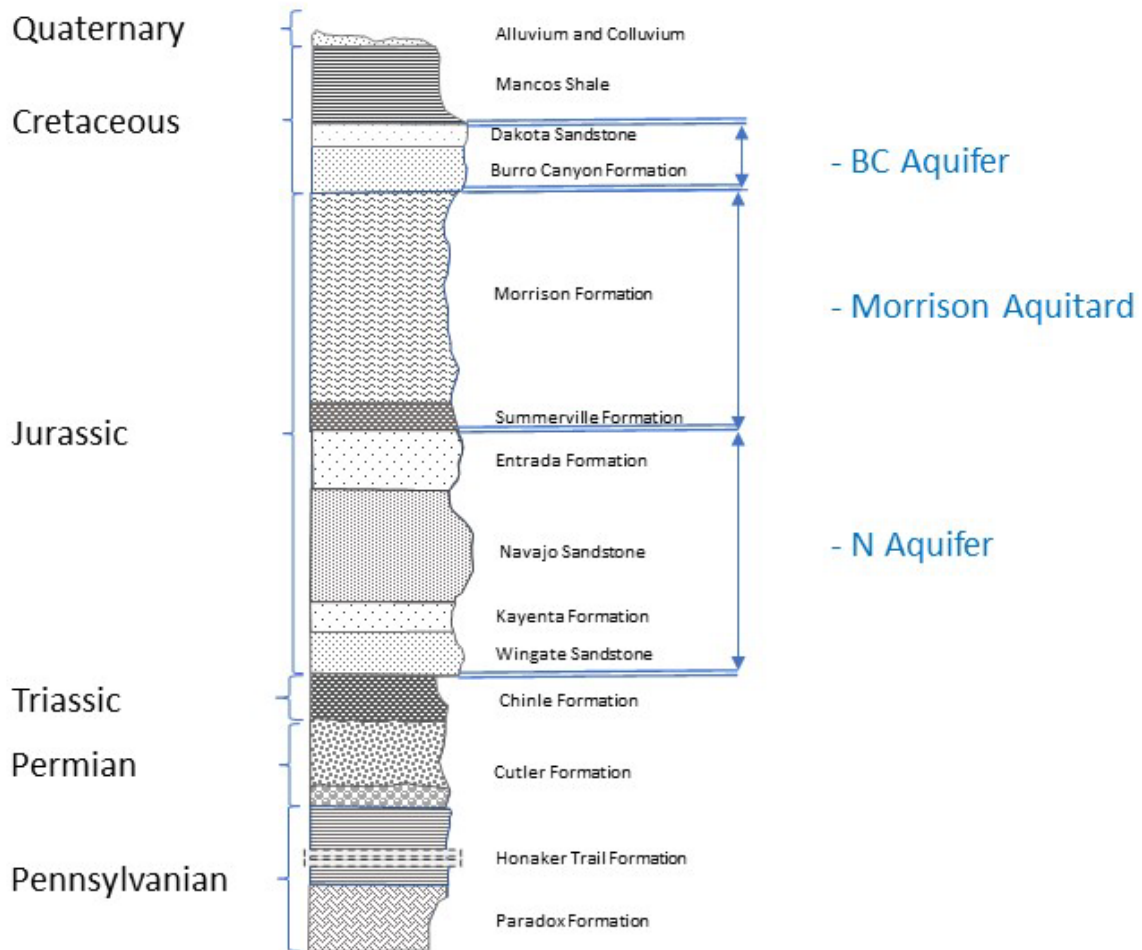 Quaternary
Alluvium and Colluvium
Mancos Shale
Cretaceous
Dakota Sandstone
Burro Canyon Formation
- BC Aquifer
Morrison Formation
- Morrison Aquitard
Summerville Formation
Jurassic
Entrada Formation
Navajo Sandstone
- N Aquifer
Kayenta Formation
Wingate Sandstone
Triassic
Chinle Formation
Permian
Cutler Formation
Honaker Trail Formation
Pennsylvanian
Paradox Formation